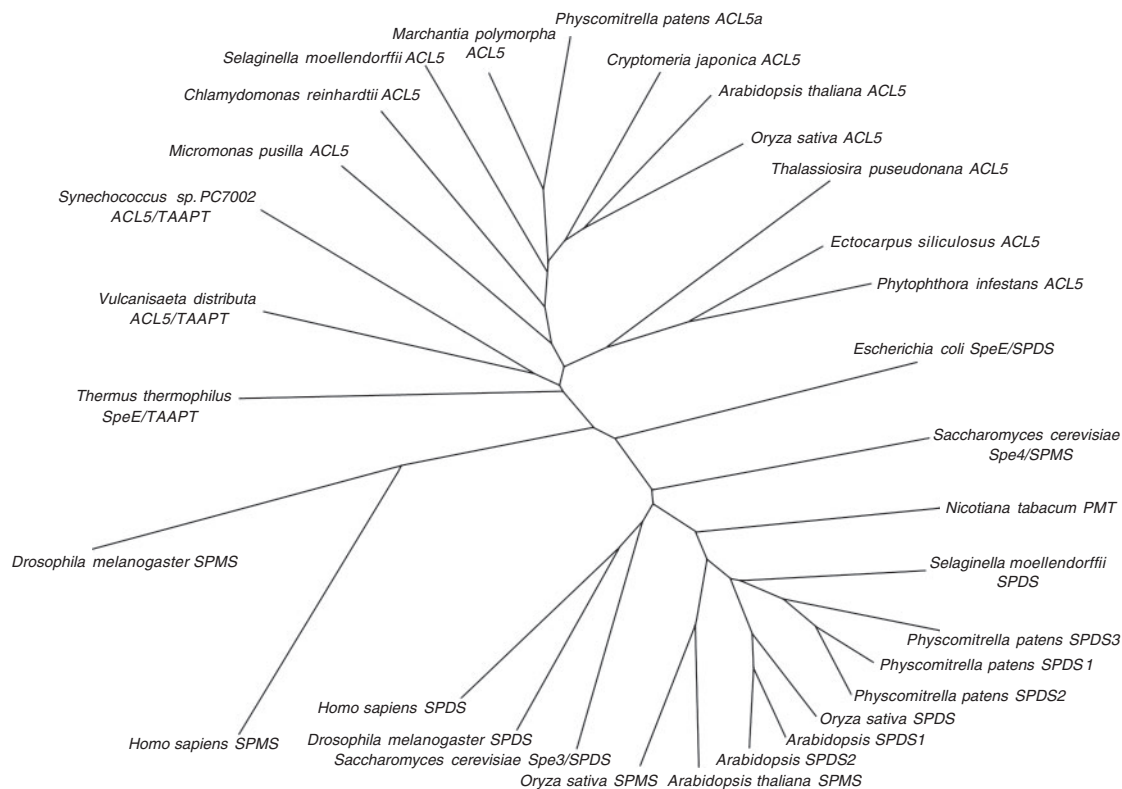 Physcomitrella patens ACL5a
Marchantia polymorpha
ACL5
Selaginella moellendorffii ACL5
Cryptomeria japonica ACL5
Chlamydomonas reinhardtii ACL5
Arabidopsis thaliana ACL5
Oryza sativa ACL5
Micromonas pusilla ACL5
Thalassiosira puseudonana ACL5
Synechococcus sp. PC7002
ACL5/TAAPT
Ectocarpus siliculosus ACL5
Phytophthora infestans ACL5
Vulcanisaeta distributa
ACL5/TAAPT
Escherichia coli SpeE/SPDS
Thermus thermophilus
SpeE/TAAPT
Saccharomyces cerevisiae
Spe4/SPMS
Nicotiana tabacum PMT
Drosophila melanogaster SPMS
Selaginella moellendorffii
SPDS
Physcomitrella patens SPDS3
Physcomitrella patens SPDS1
Physcomitrella patens SPDS2
Homo sapiens SPDS
Oryza sativa SPDS
Homo sapiens SPMS
Drosophila melanogaster SPDS
Arabidopsis SPDS1
Saccharomyces cerevisiae Spe3/SPDS
Arabidopsis SPDS2
Oryza sativa SPMS
Arabidopsis thaliana SPMS